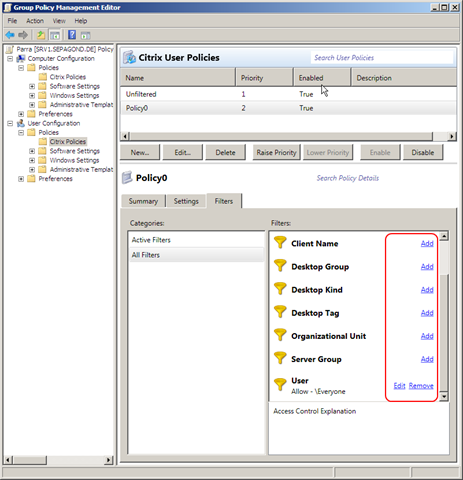 Group Policy Management Editor
File Action View Help
Parra [SRV1.SEPAGOND.DE] Policy
Computer Configuration
Policies
Citrix Policies
Software Settings
Windows Settings
Administrative Templat
Preferences
User Configuration
Policies
Citrix Policies
Software Settings
Windows Settings
Administrative Templat
Preferences
Citrix User Policies Search User Policies
Name Priority Enabled Description
Unfiltered 1 True
Policy0 2 True
New... Edit... Delete Raise Priority Lower Priority Enable Disable
Policy0 Search Policy Details
Summary Settings Filters
Categories: Filters:
Active Filters
All Filters
Client Name Add
Desktop Group Add
Desktop Kind Add
Desktop Tag Add
Organizational Unit Add
Server Group Add
User
Allow - \Everyone Edit Remove
Access Control Explanation